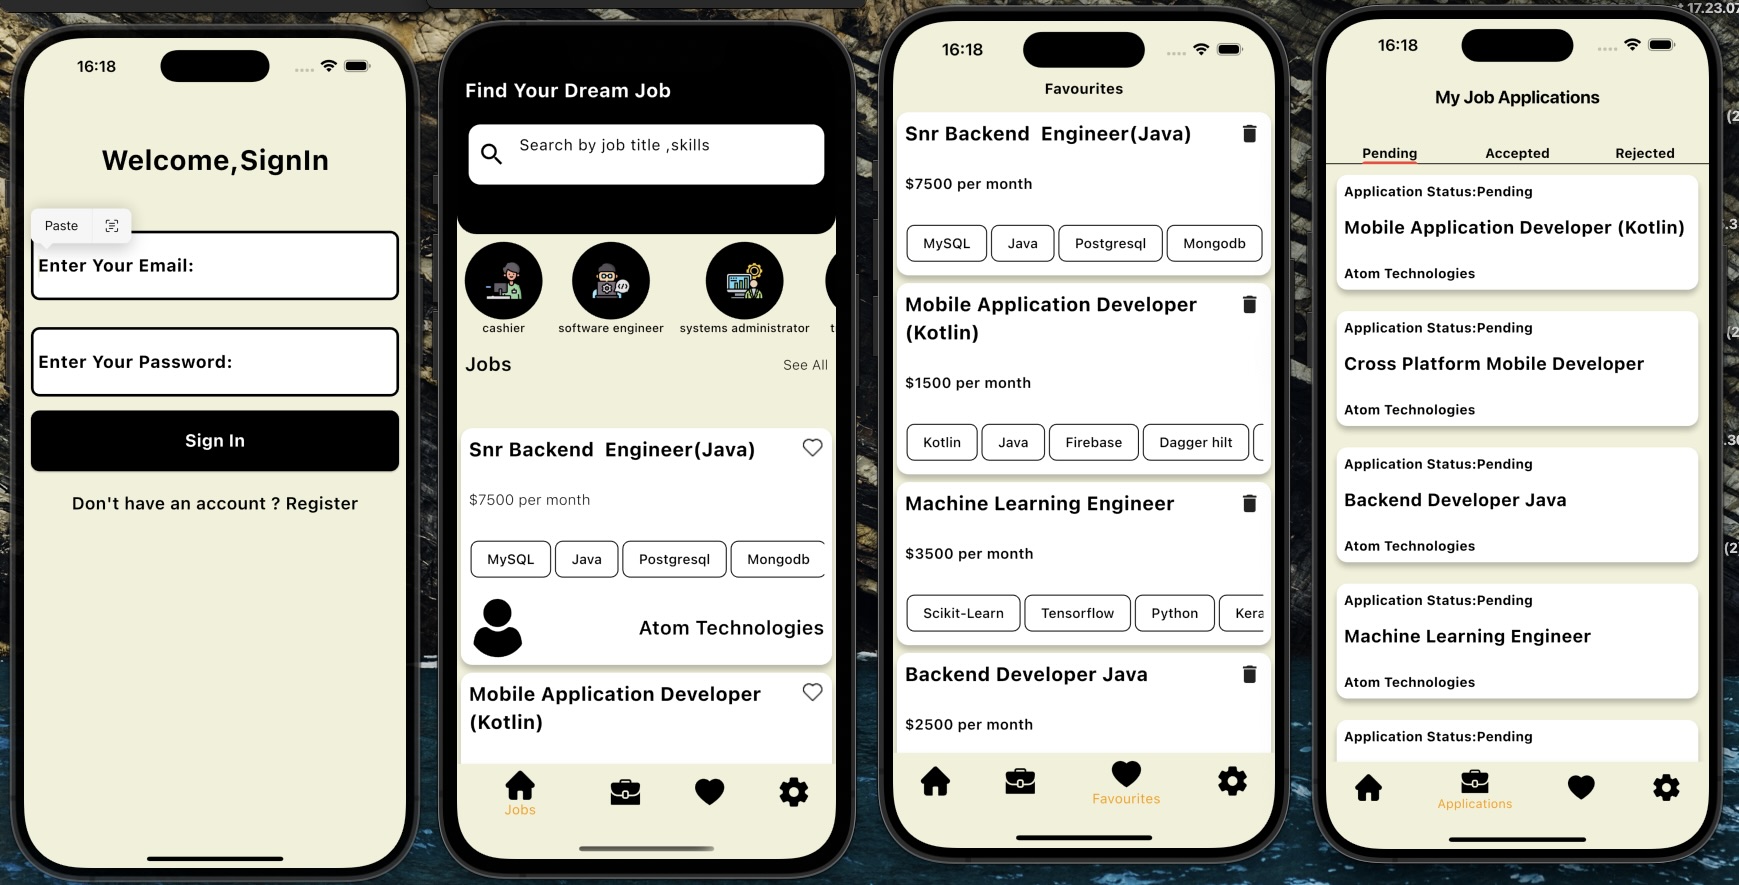 16:18
Welcome,SignIn
Paste
Enter Your Email:
Enter Your Password:
Sign In
Don't have an account ? Register
Find Your Dream Job
Search by job title ,skills
cashier
software engineer
systems administrator
t
Jobs
See All
Snr Backend  Engineer(Java)
$7500 per month
MySQL
Java
Postgresql
Mongodb
Atom Technologies
Mobile Application Developer
(Kotlin)
Jobs
16:18
Favourites
Snr Backend  Engineer(Java)
$7500 per month
MySQL
Java
Postgresql
Mongodb
Mobile Application Developer
(Kotlin)
$1500 per month
Kotlin
Java
Firebase
Dagger hilt
Machine Learning Engineer
$3500 per month
Scikit-Learn
Tensorflow
Python
Kera
Backend Developer Java
$2500 per month
Favourites
16:18
My Job Applications
Pending
Accepted
Rejected
Application Status:Pending
Mobile Application Developer (Kotlin)
Atom Technologies
Application Status:Pending
Cross Platform Mobile Developer
Atom Technologies
Application Status:Pending
Backend Developer Java
Atom Technologies
Application Status:Pending
Machine Learning Engineer
Atom Technologies
Application Status:Pending
Applications
17.23.07
(2
(2
(2)